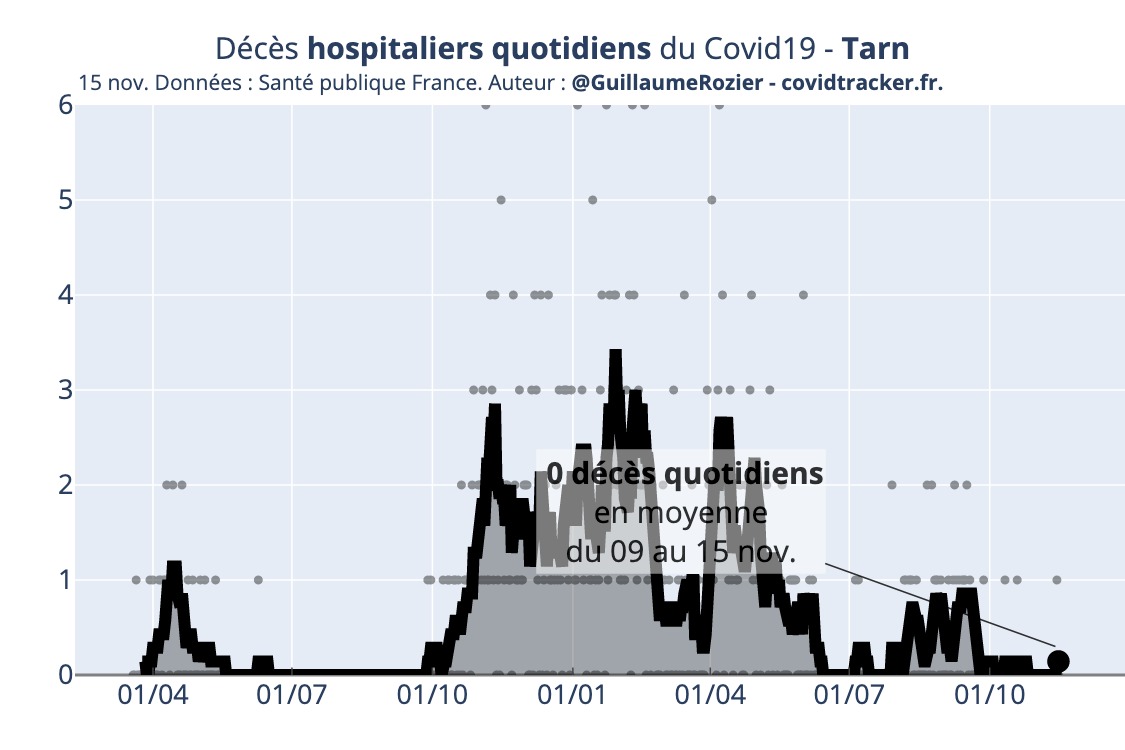 Décès hospitaliers quotidiens du Covid19 - Tarn
15 nov. Données : Santé publique France. Auteur : @GuillaumeRozier - covidtracker.fr.
6
5
4
3
2
1
0
0 décès quotidiens
en moyenne
du 09 au 15 nov.
01/04 01/07 01/10 01/01 01/04 01/07 01/10